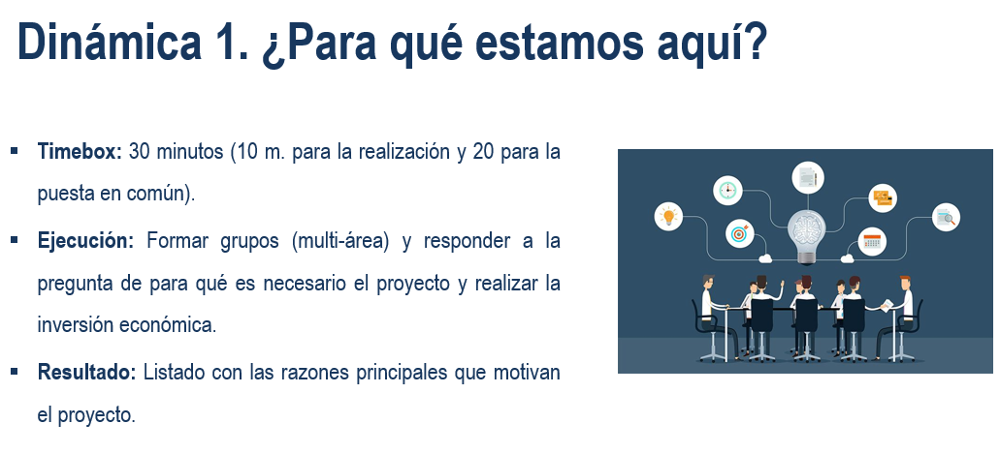 Dinámica 1. ¿Para qué estamos aquí?
▪ Timebox: 30 minutos (10 m. para la realización y 20 para la
puesta en común).
▪ Ejecución: Formar grupos (multi-área) y responder a la
pregunta de para qué es necesario el proyecto y realizar la
inversión económica.
▪ Resultado: Listado con las razones principales que motivan
el proyecto.